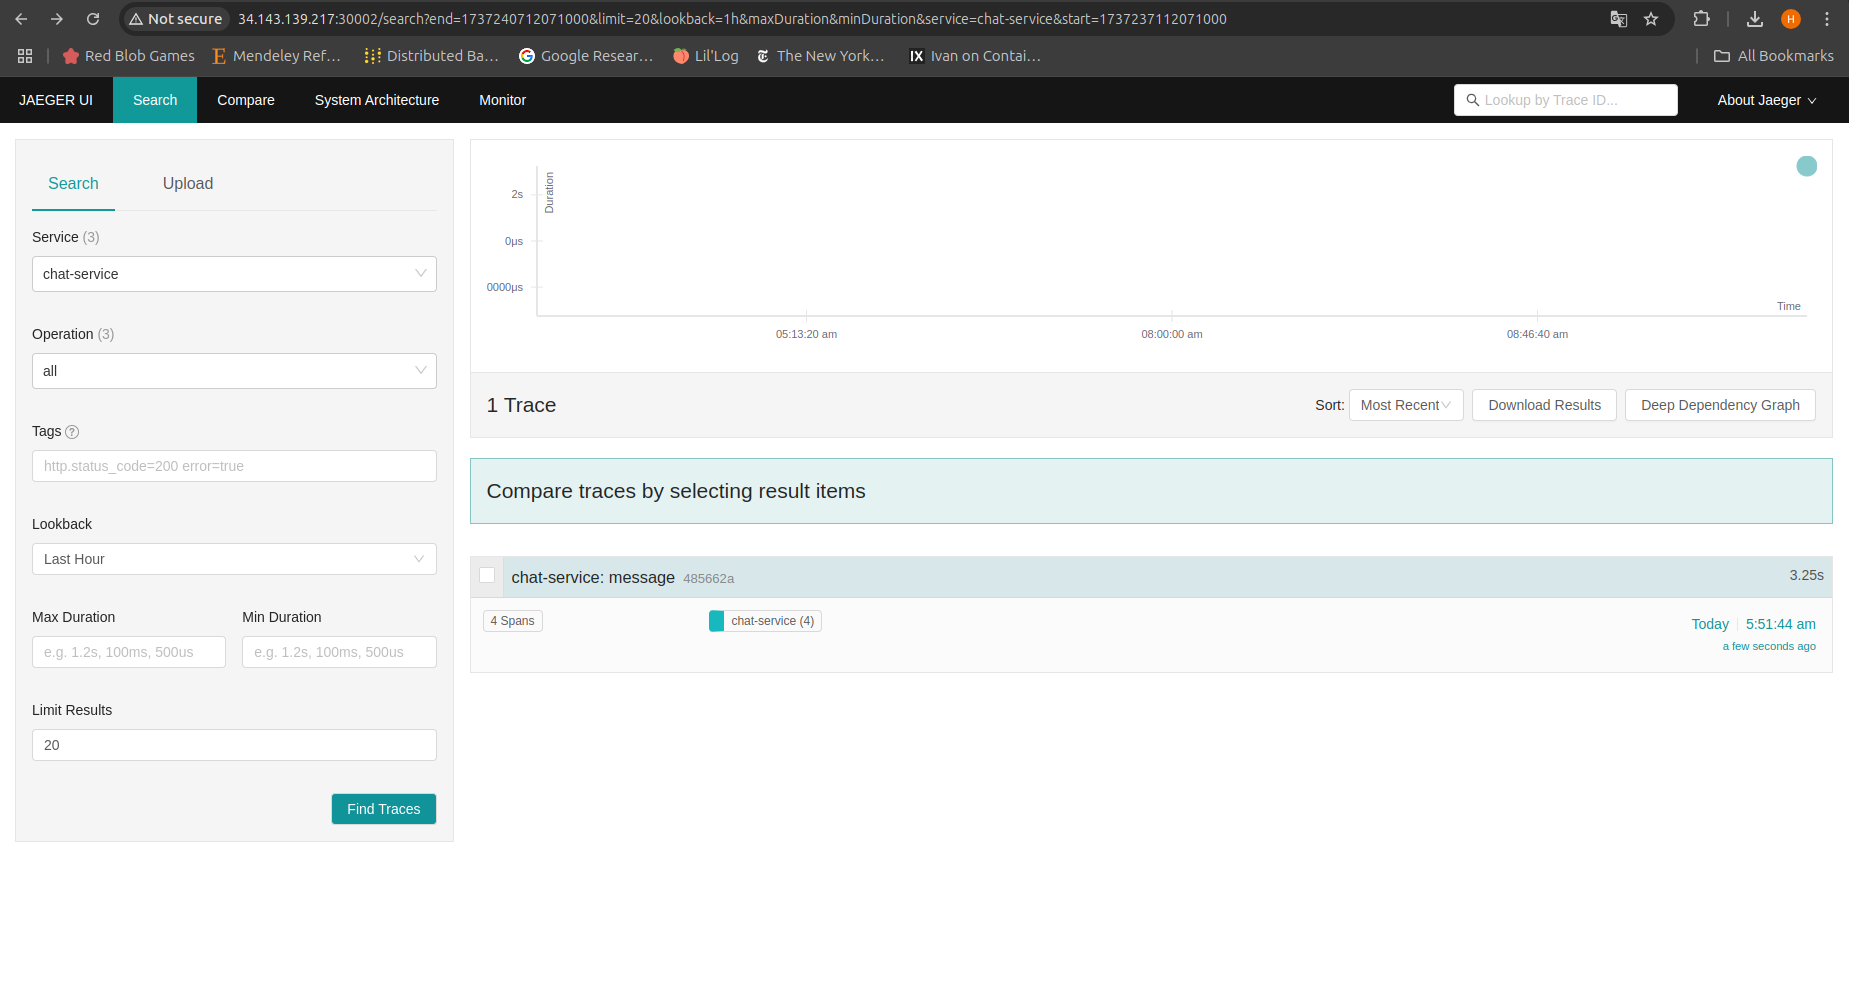 Not secure 34.143.139.217:30002/search?end=1737240712071000&limit=20&lookback=1h&maxDuration&minDuration&service=chat-service&start=1737237112071000
H
Red Blob Games Mendeley Ref... Distributed Ba... Google Resear... Lil'Log The New York... Ivan on Contai... All Bookmarks
JAEGER UI Search Compare System Architecture Monitor Lookup by Trace ID... About Jaeger
Search Upload
Service (3)
chat-service
Operation (3)
all
Tags ?
http.status_code=200 error=true
Lookback
Last Hour
Max Duration Min Duration
e.g. 1.2s, 100ms, 500us e.g. 1.2s, 100ms, 500us
Limit Results
20
Find Traces
Duration
2s
0μs
0000μs
Time
05:13:20 am 08:00:00 am 08:46:40 am
1 Trace Sort: Most Recent Download Results Deep Dependency Graph
Compare traces by selecting result items
chat-service: message 485662a 3.25s
4 Spans chat-service (4) Today 5:51:44 am
a few seconds ago